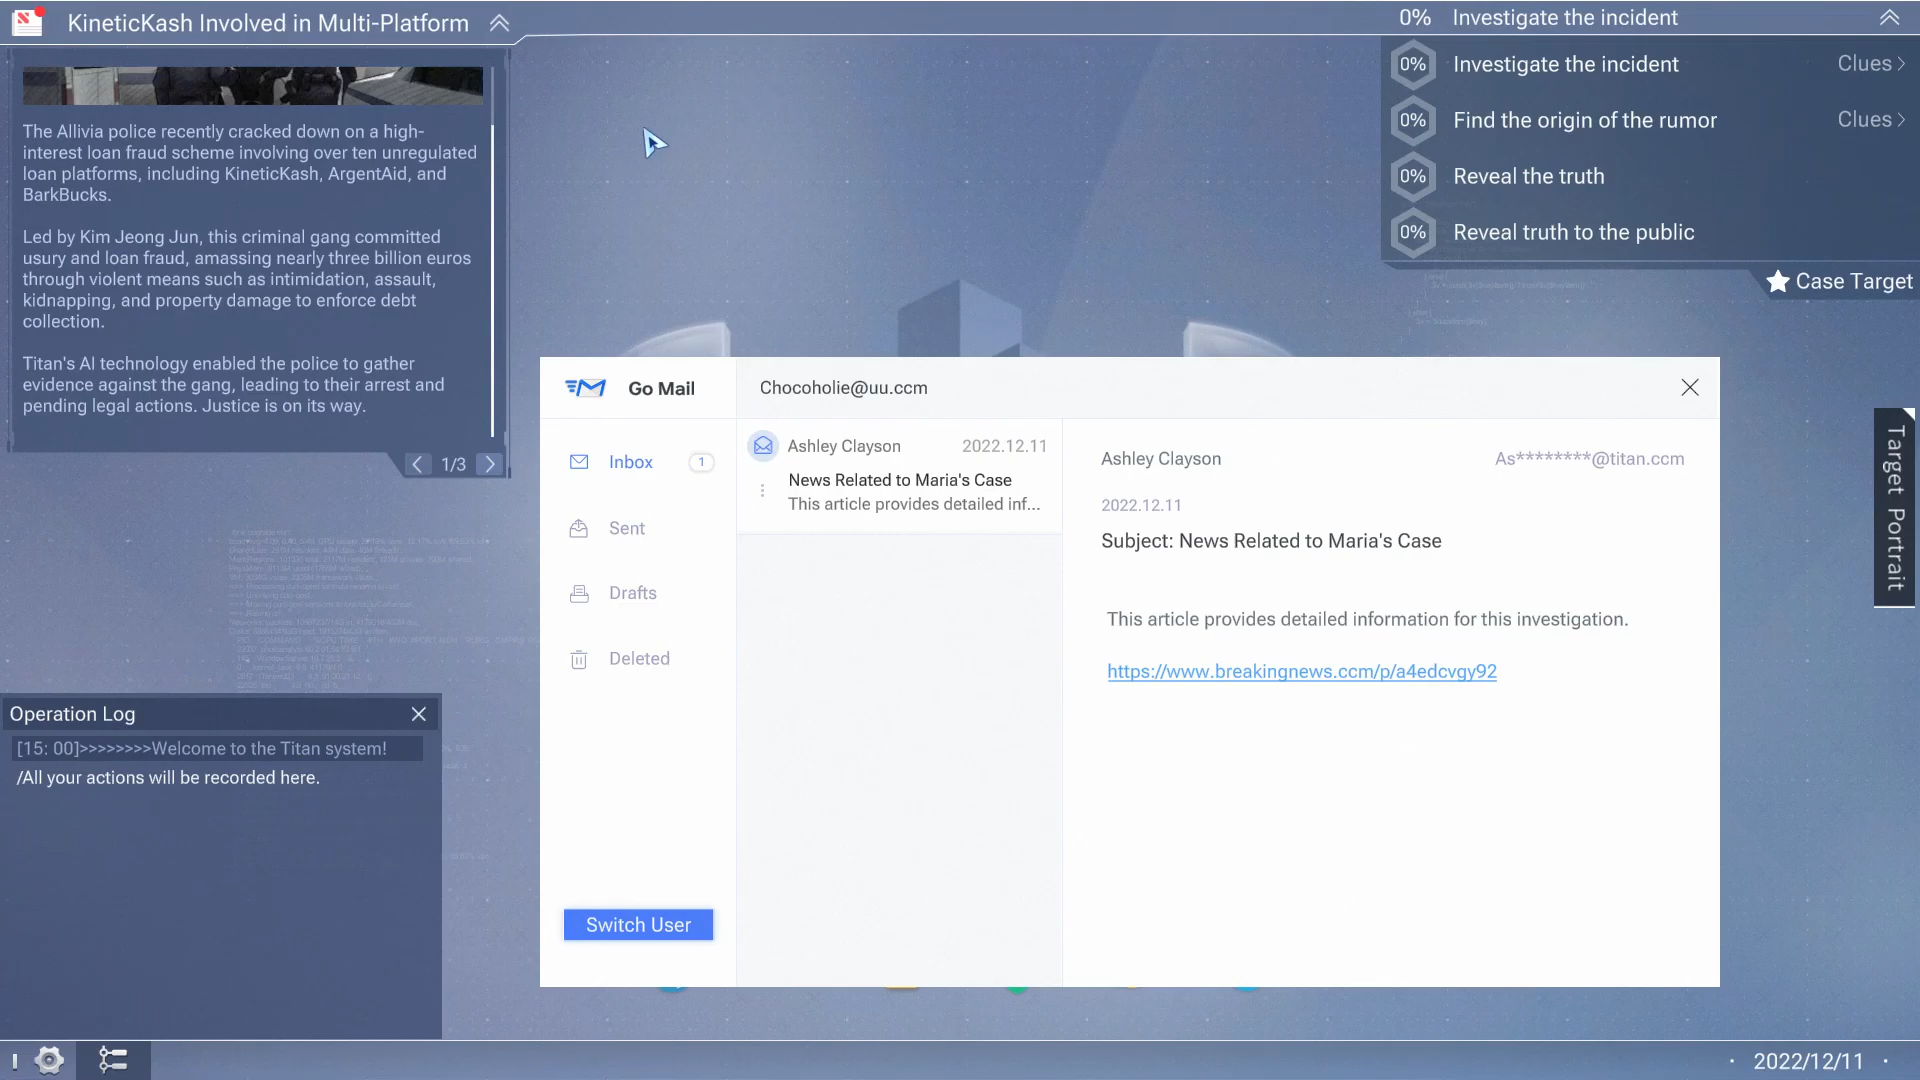 KineticKash Involved in Multi-Platform
The Allivia police recently cracked down on a high-
interest loan fraud scheme involving over ten unregulated
loan platforms, including KineticKash, ArgentAid, and
BarkBucks.
Led by Kim Jeong Jun, this criminal gang committed
usury and loan fraud, amassing nearly three billion euros
through violent means such as intimidation, assault,
kidnapping, and property damage to enforce debt
collection.
Titan's AI technology enabled the police to gather
evidence against the gang, leading to their arrest and
pending legal actions. Justice is on its way.
1/3
0% Investigate the incident
0% Investigate the incident Clues
0% Find the origin of the rumor Clues
0% Reveal the truth
0% Reveal truth to the public
Case Target
Target Portrait
Go Mail
Chocoholie@uu.ccm
Inbox 1
Sent
Drafts
Deleted
Switch User
Ashley Clayson 2022.12.11
News Related to Maria's Case
This article provides detailed inf...
Ashley Clayson As********@titan.ccm
2022.12.11
Subject: News Related to Maria's Case
This article provides detailed information for this investigation.
https://www.breakingnews.ccm/p/a4edcvgy92
Operation Log
[15: 00]>>>>>>>>Welcome to the Titan system!
/All your actions will be recorded here.
2022/12/11